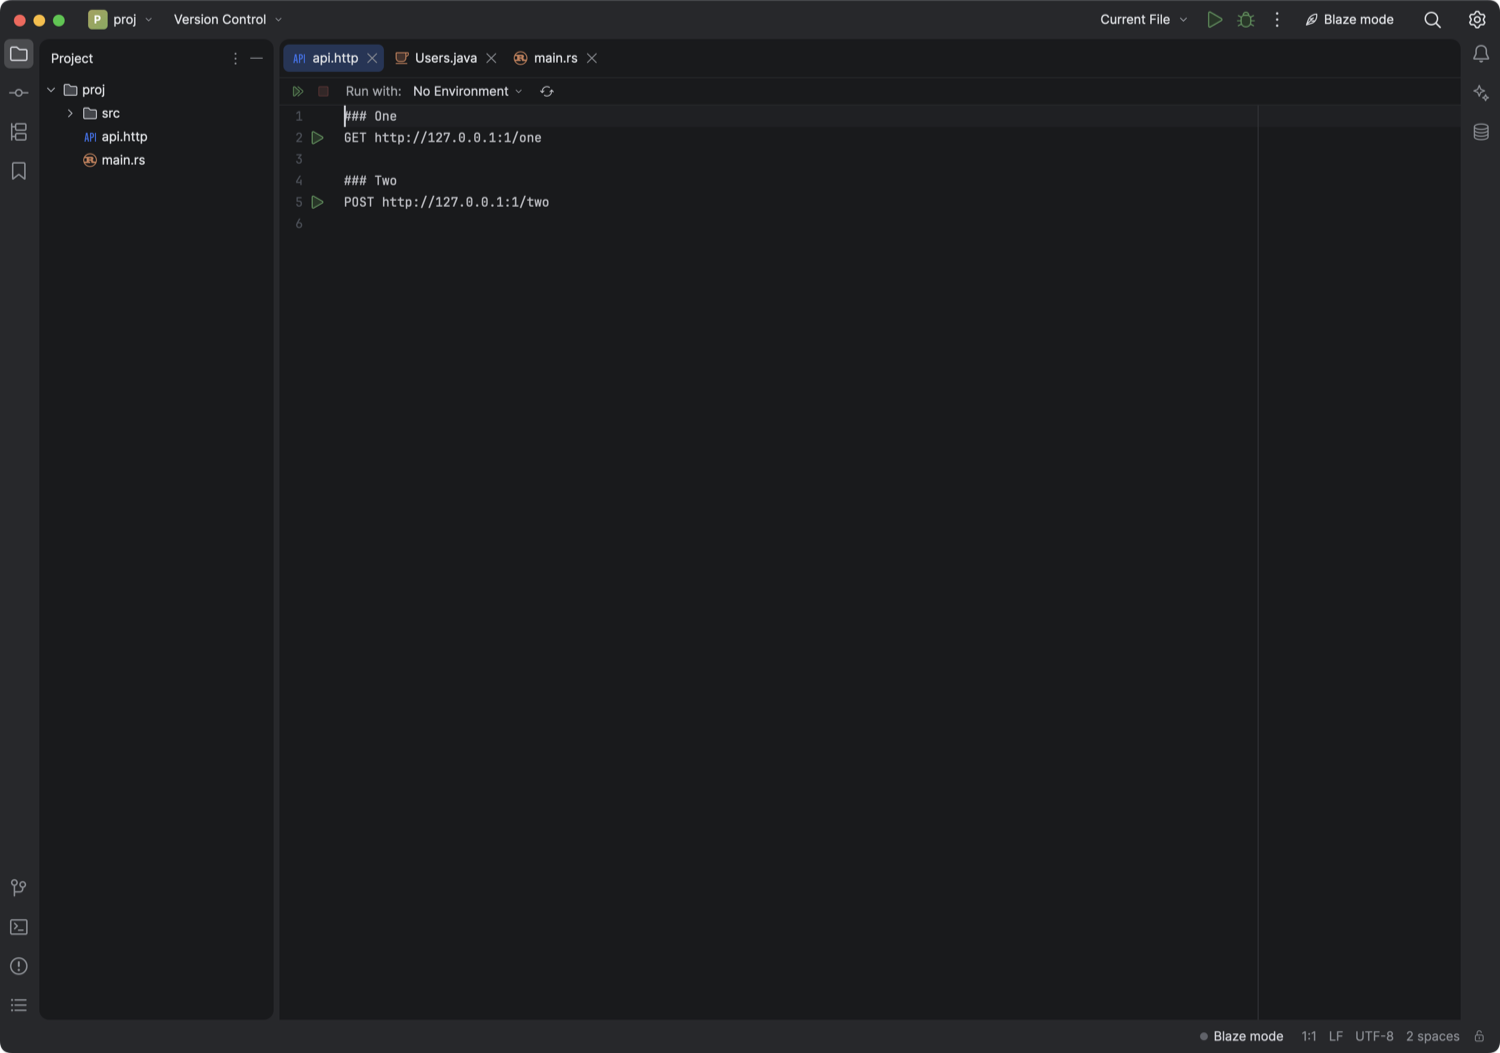 P proj Version Control Current File Blaze mode
Project
API api.http Users.java main.rs
Run with: No Environment
proj
src
API api.http
main.rs
1 ### One
2 GET http://127.0.0.1:1/one
3
4 ### Two
5 POST http://127.0.0.1:1/two
6
Blaze mode 1:1 LF UTF-8 2 spaces